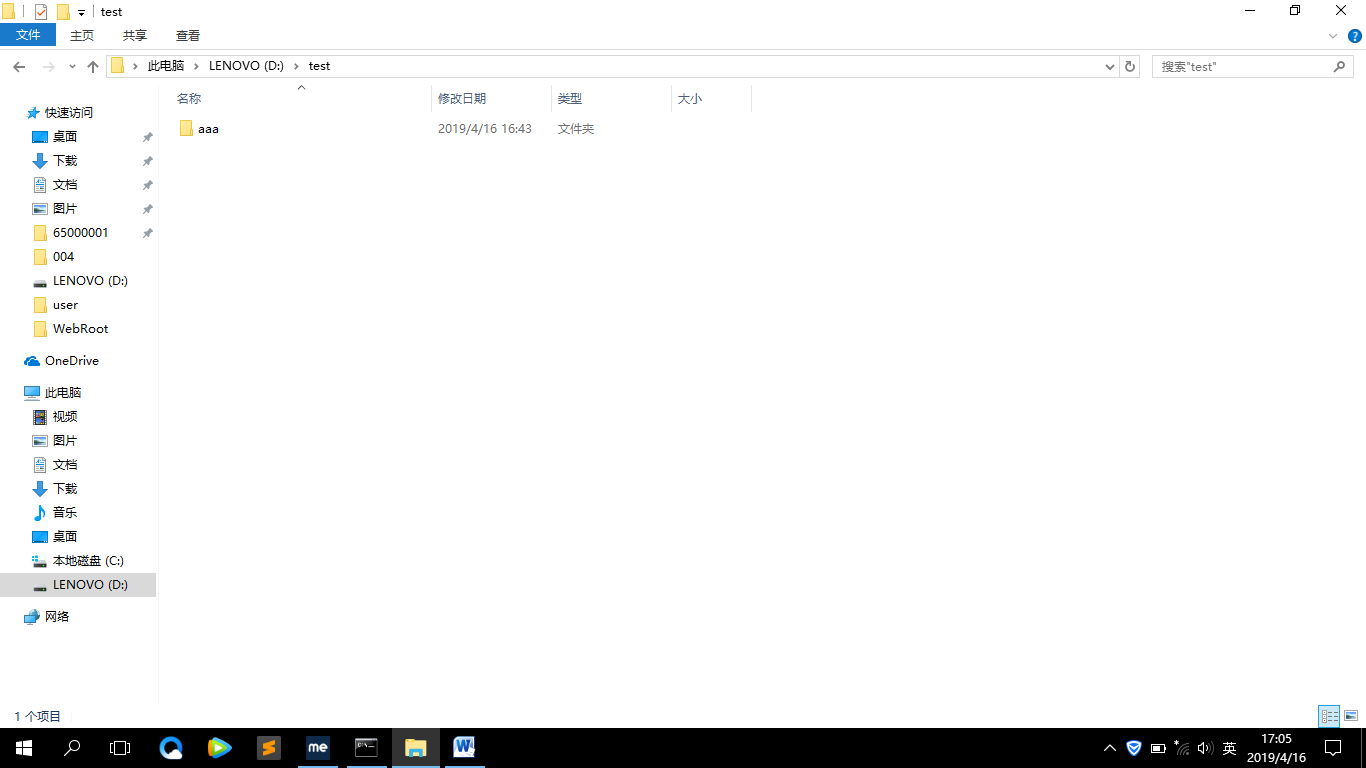 test
文件 主页 共享 查看
此电脑 LENOVO (D:) test 搜索"test"
名称 修改日期 类型 大小
aaa 2019/4/16 16:43 文件夹
快速访问
桌面
下载
文档
图片
65000001
004
LENOVO (D:)
user
WebRoot
OneDrive
此电脑
视频
图片
文档
下载
音乐
桌面
本地磁盘 (C:)
LENOVO (D:)
网络
1 个项目
me
C:\
W
英
17:05
2019/4/16